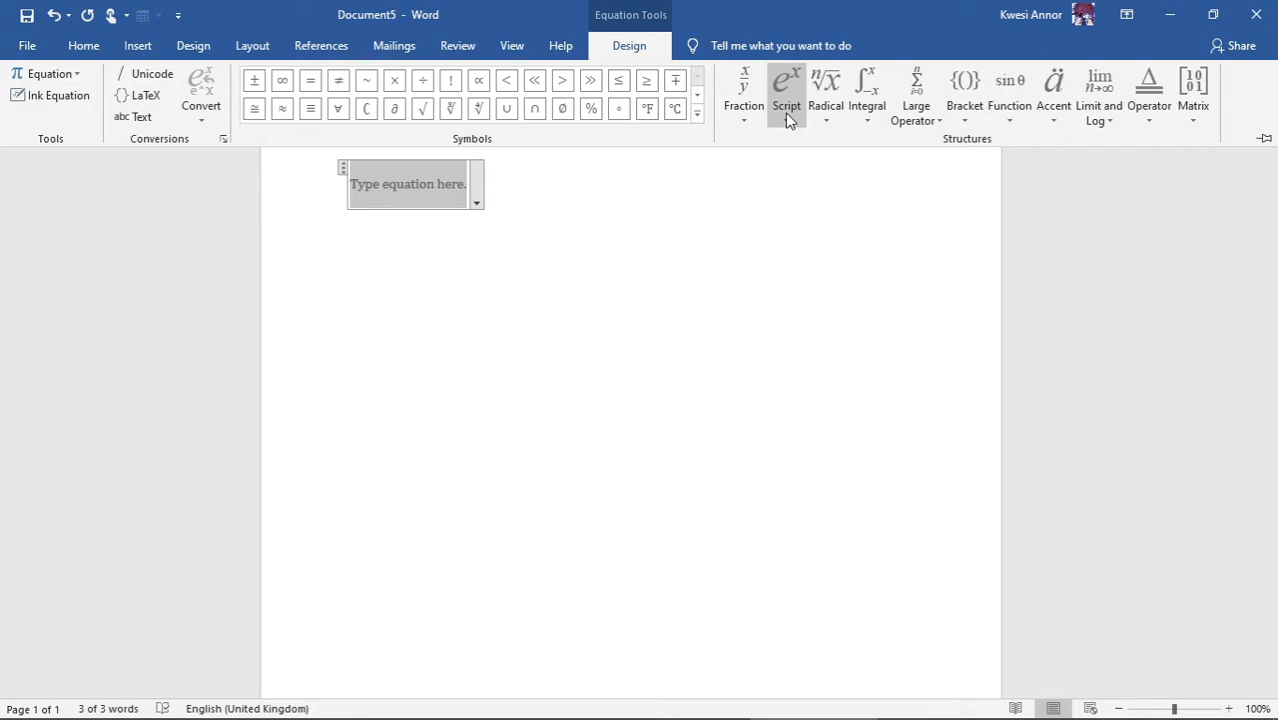 Document5 - Word
Equation Tools
Kwesi Annor
File
Home
Insert
Design
Layout
References
Mailings
Review
View
Help
Design
Tell me what you want to do
Share
π Equation
Ink Equation
Tools
/ Unicode
{} LaTeX
abc Text
Convert
Conversions
± ∞ = ≠ ~ × ÷ ! ∝ < ≪ > ≫ ≤ ≥ ∓
≅ ≈ ≡ ∀ ∁ ∂ √ ∛ ∜ ∪ ∩ ∅ % ° °F °C
Symbols
Fraction
Script
Radical
Integral
Large
Operator
Bracket
Function
Accent
Limit and
Log
Operator
Matrix
Structures
Type equation here.
Page 1 of 1
3 of 3 words
English (United Kingdom)
100%